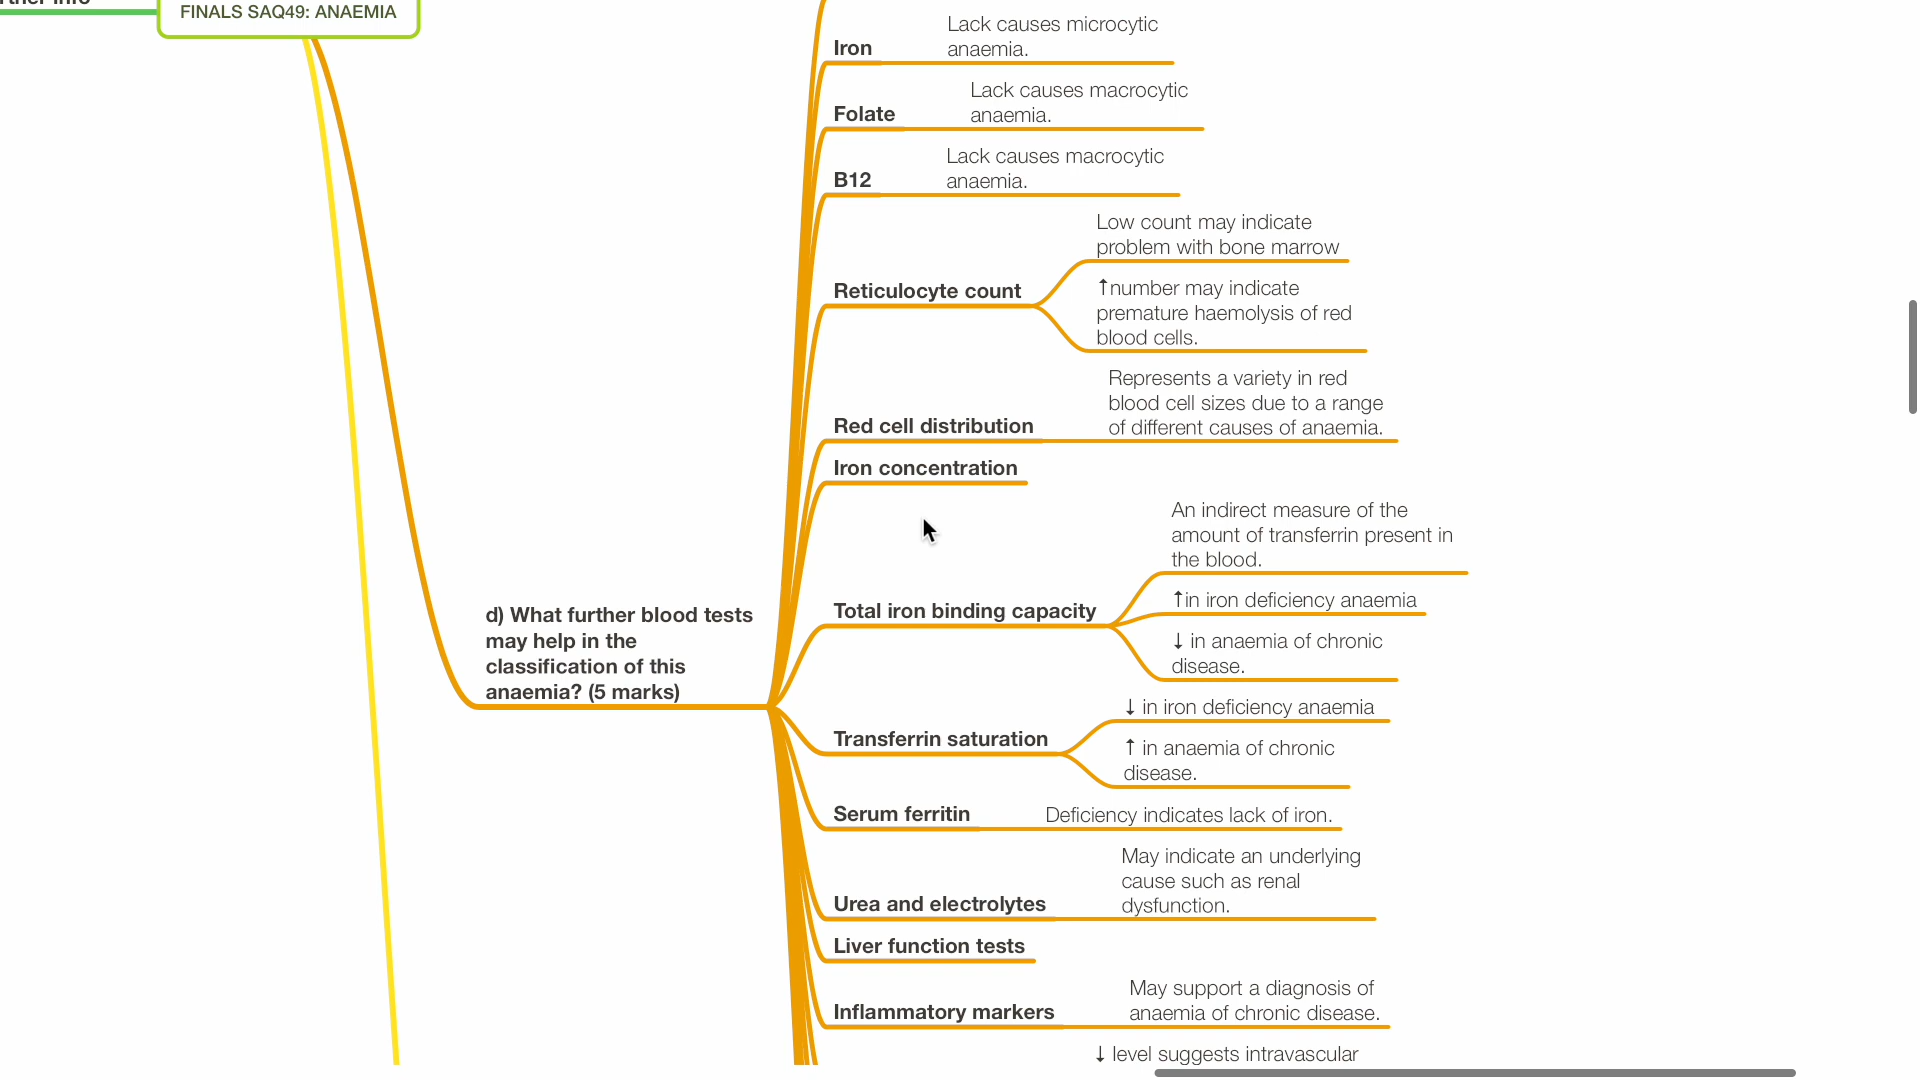 FINALS SAQ49: ANAEMIA
Iron
Lack causes microcytic
anaemia.
Folate
Lack causes macrocytic
anaemia.
B12
Lack causes macrocytic
anaemia.
Reticulocyte count
Low count may indicate
problem with bone marrow
↑number may indicate
premature haemolysis of red
blood cells.
Red cell distribution
Represents a variety in red
blood cell sizes due to a range
of different causes of anaemia.
Iron concentration
d) What further blood tests
may help in the
classification of this
anaemia? (5 marks)
Total iron binding capacity
An indirect measure of the
amount of transferrin present in
the blood.
↑in iron deficiency anaemia
↓ in anaemia of chronic
disease.
Transferrin saturation
↓ in iron deficiency anaemia
↑ in anaemia of chronic
disease.
Serum ferritin
Deficiency indicates lack of iron.
Urea and electrolytes
May indicate an underlying
cause such as renal
dysfunction.
Liver function tests
Inflammatory markers
May support a diagnosis of
anaemia of chronic disease.
↓ level suggests intravascular